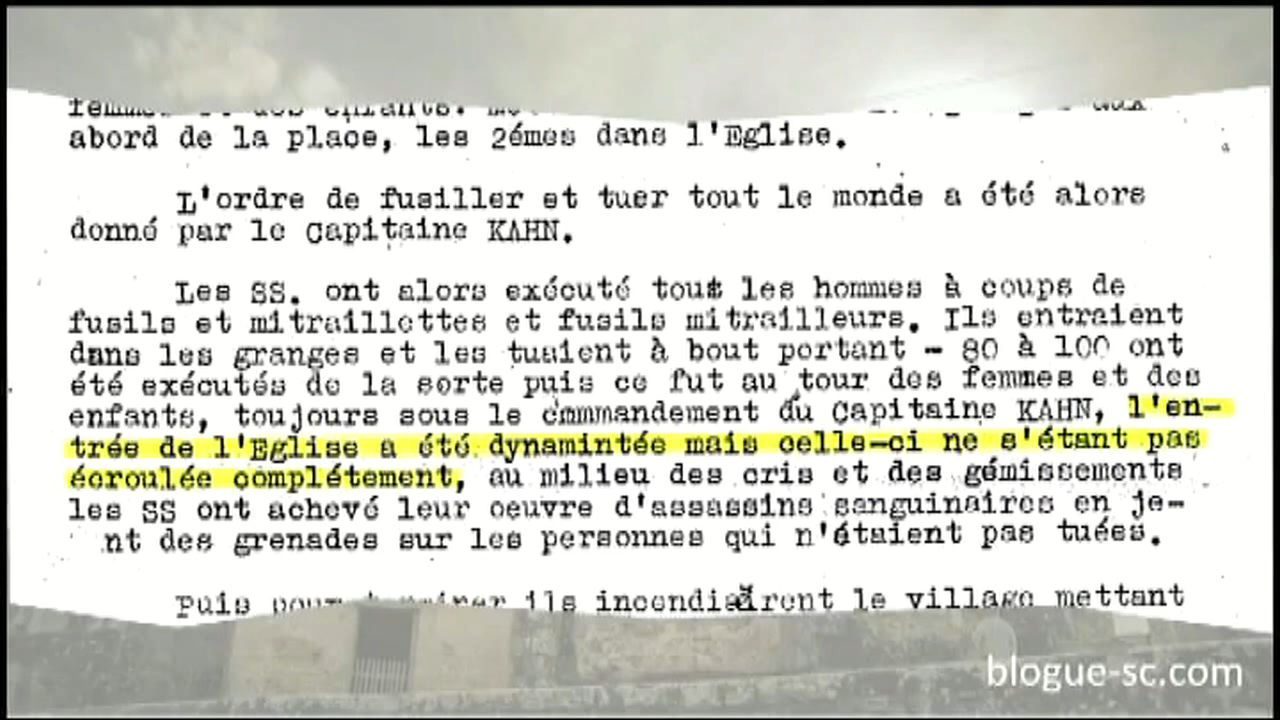 abord de la place, les 2émes dans l'Eglise.
L'ordre de fusiller et tuer tout le monde a été alors
donné par le Capitaine KAHN.
Les SS. ont alors exécuté tout les hommes à coups de
fusils et mitraillettes et fusils mitrailleurs. Ils entraient
dans les granges et les tuaient à bout portant - 80 à 100 ont
été exécutés de la sorte puis ce fut au tour des femmes et des
enfants, toujours sous le cmmmandement du Capitaine KAHN, l'en-
trée de l'Eglise a été dynamintée mais celle-ci ne s'étant pas
écroulée complétement, au milieu des cris et des gémissements
les SS ont achevé leur oeuvre d'assassins sanguinaires en je-
nt des grenades sur les personnes qui n'étaient pas tuées.
Puis pour ils le village mettant
blogue-sc.com